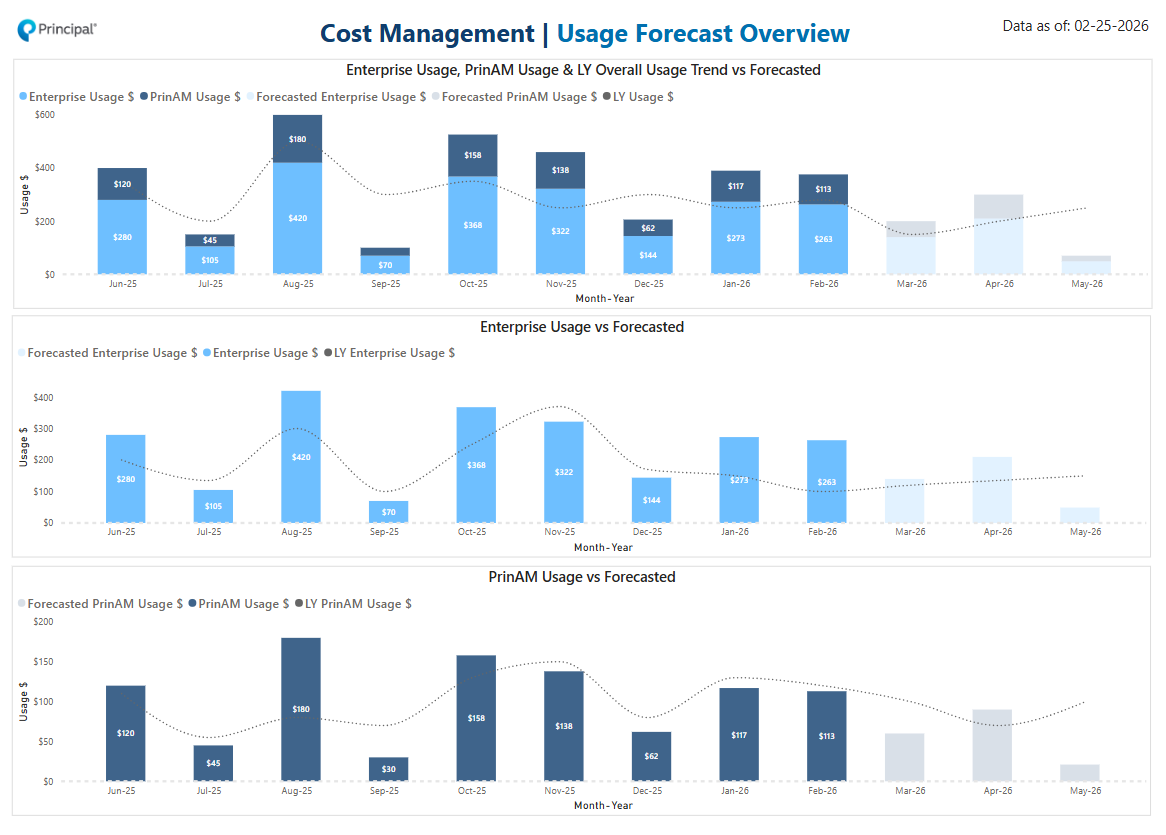 Principal®
Cost Management | Usage Forecast Overview
Data as of: 02-25-2026
Enterprise Usage, PrinAM Usage & LY Overall Usage Trend vs Forecasted
Enterprise Usage $ PrinAM Usage $ Forecasted Enterprise Usage $ Forecasted PrinAM Usage $ LY Usage $
Usage $
$600
$400
$200
$0
$120 $180 $158 $138 $117 $113
$45 $62
$280 $420 $368 $322 $273 $263
$105 $70 $144
Jun-25 Jul-25 Aug-25 Sep-25 Oct-25 Nov-25 Dec-25 Jan-26 Feb-26 Mar-26 Apr-26 May-26
Month-Year
Enterprise Usage vs Forecasted
Forecasted Enterprise Usage $ Enterprise Usage $ LY Enterprise Usage $
Usage $
$400
$300
$200
$100
$0
$280 $105 $420 $70 $368 $322 $144 $273 $263
Jun-25 Jul-25 Aug-25 Sep-25 Oct-25 Nov-25 Dec-25 Jan-26 Feb-26 Mar-26 Apr-26 May-26
Month-Year
PrinAM Usage vs Forecasted
Forecasted PrinAM Usage $ PrinAM Usage $ LY PrinAM Usage $
Usage $
$200
$150
$100
$50
$0
$120 $45 $180 $30 $158 $138 $62 $117 $113
Jun-25 Jul-25 Aug-25 Sep-25 Oct-25 Nov-25 Dec-25 Jan-26 Feb-26 Mar-26 Apr-26 May-26
Month-Year